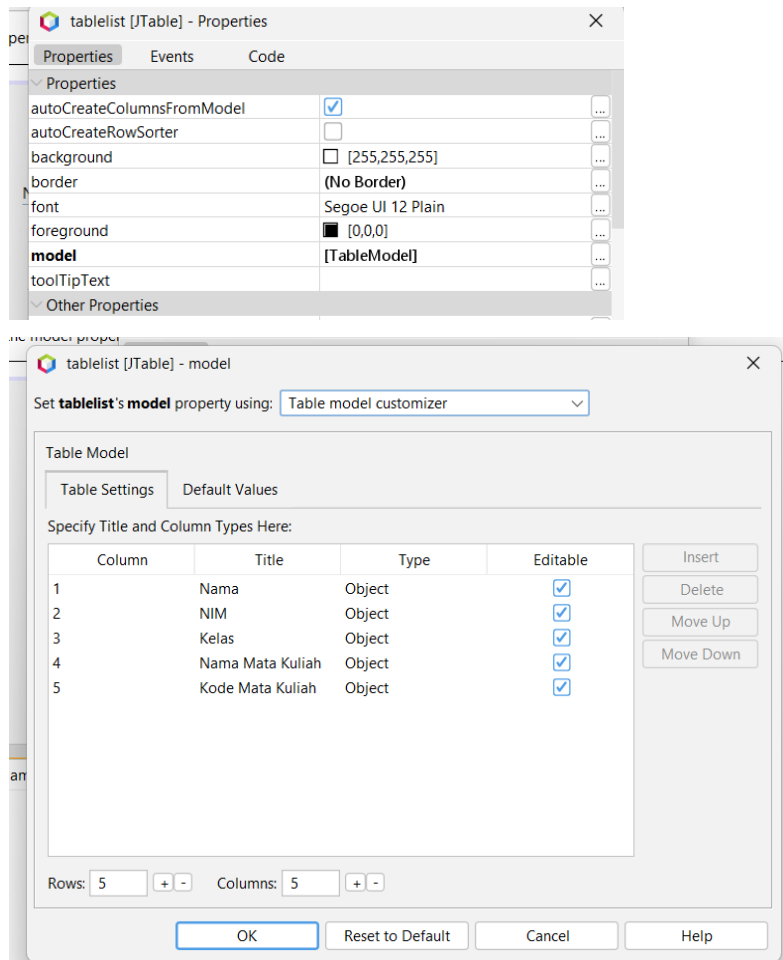 tablelist [JTable] - Properties
Properties Events Code
Properties
autoCreateColumnsFromModel ...
autoCreateRowSorter ...
background [255,255,255] ...
border (No Border) ...
font Segoe UI 12 Plain ...
foreground [0,0,0] ...
model [TableModel] ...
toolTipText ...
Other Properties
tablelist [JTable] - model
Set tablelist's model property using: Table model customizer
Table Model
Table Settings Default Values
Specify Title and Column Types Here:
Column Title Type Editable
1 Nama Object
2 NIM Object
3 Kelas Object
4 Nama Mata Kuliah Object
5 Kode Mata Kuliah Object
Insert
Delete
Move Up
Move Down
Rows: 5 + - Columns: 5 + -
OK Reset to Default Cancel Help